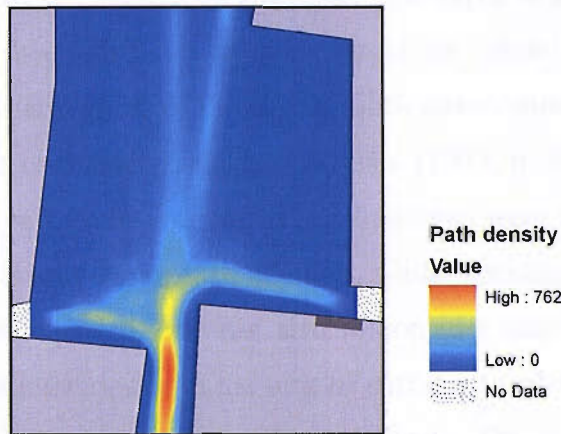 Path density
Value
High : 762
Low : 0
No Data